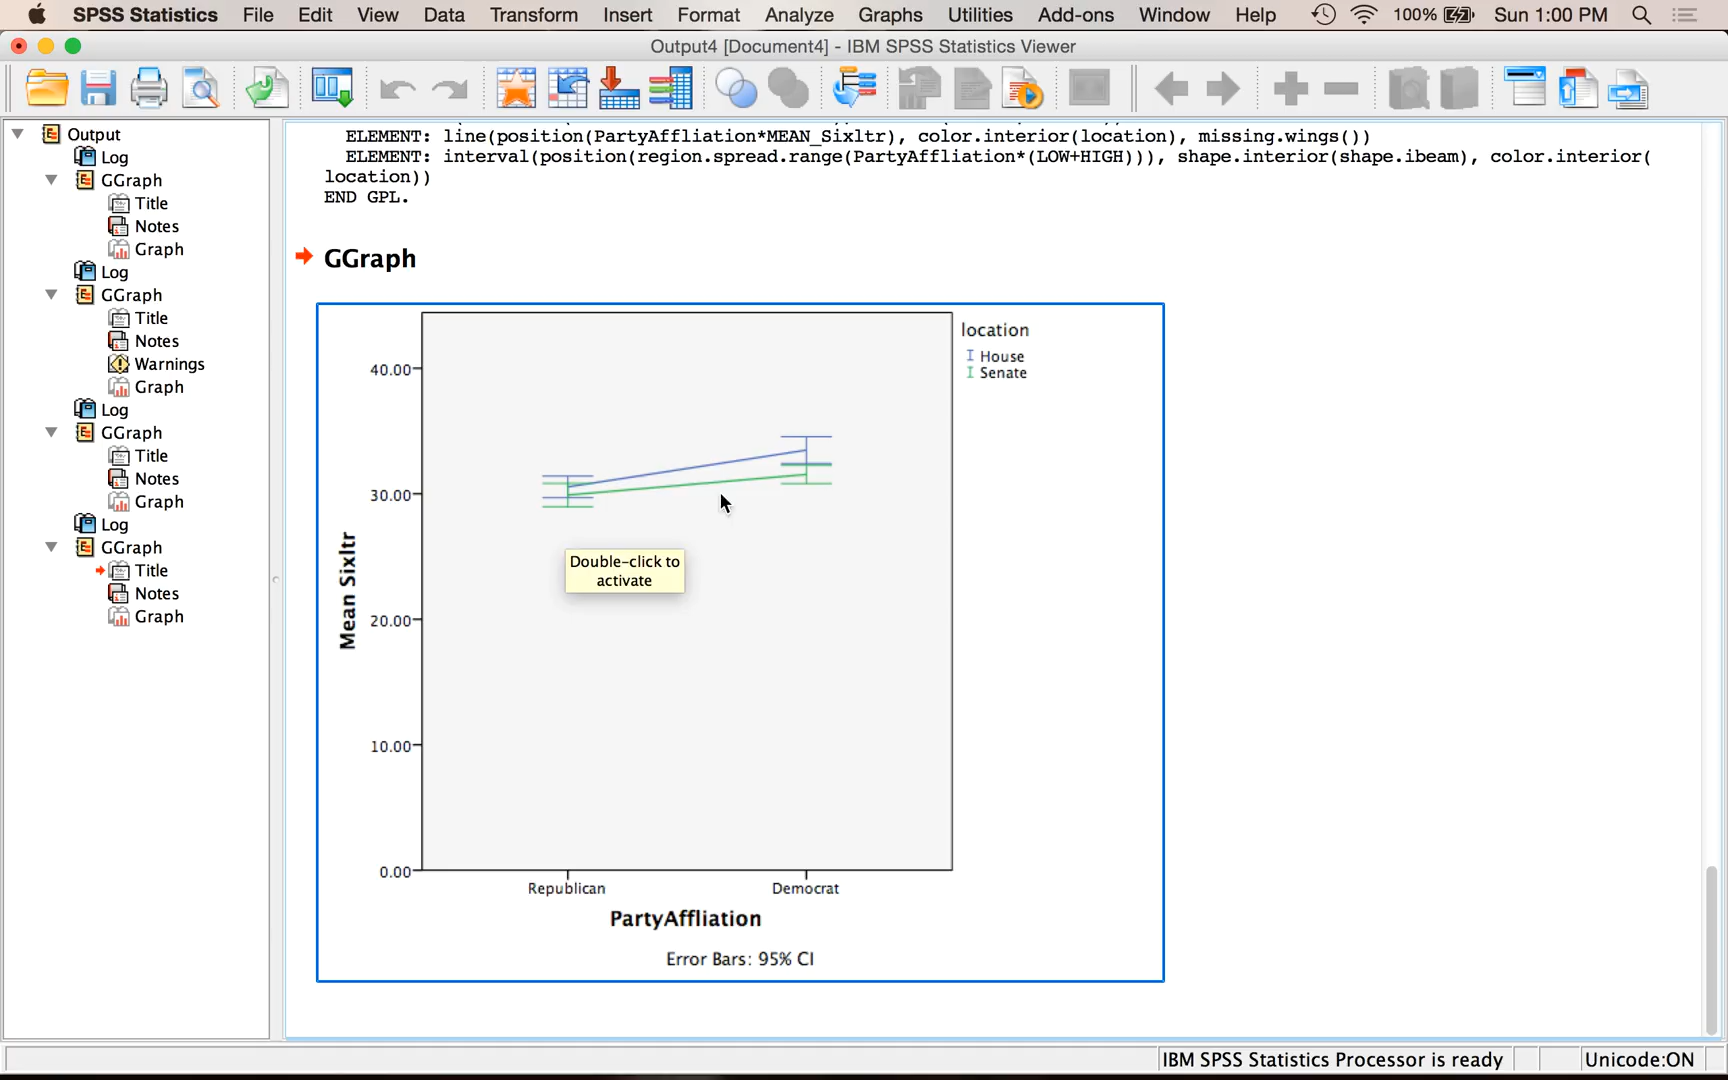 SPSS Statistics File Edit View Data Transform Insert Format Analyze Graphs Utilities Add-ons Window Help 100% Sun 1:00 PM
Output4 [Document4] - IBM SPSS Statistics Viewer
Output
Log
GGraph
Title
Notes
Graph
Log
GGraph
Title
Notes
Warnings
Graph
Log
GGraph
Title
Notes
Graph
Log
GGraph
Title
Notes
Graph
ELEMENT: line(position(PartyAffliation*MEAN_Sixltr), color.interior(location), missing.wings())
ELEMENT: interval(position(region.spread.range(PartyAffliation*(LOW+HIGH))), shape.interior(shape.ibeam), color.interior(
location))
END GPL.
GGraph
location
House
Senate
40.00
30.00
20.00
10.00
0.00
Mean Sixltr
Double-click to
activate
Republican Democrat
PartyAffliation
Error Bars: 95% CI
IBM SPSS Statistics Processor is ready Unicode:ON